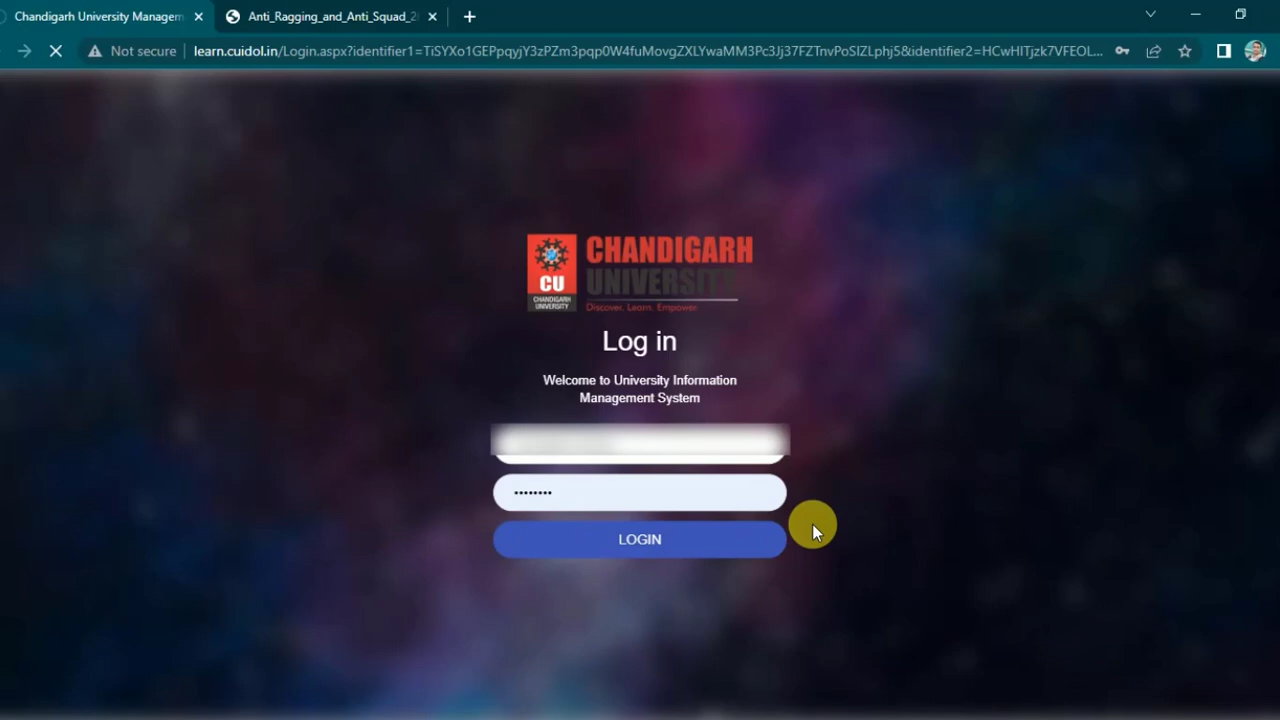 Chandigarh University Managem
Anti_Ragging_and_Anti_Squad_2
Not secure
learn.cuidol.in/Login.aspx?identifier1=TiSYXo1GEPpqyjY3zPZm3pqp0W4fuMovgZXLYwaMM3Pc3Jj37FZTnvPoSIZLphj5&identifier2=HCwHITjzk7VFEOL...
CU
CHANDIGARH
UNIVERSITY
CHANDIGARH
UNIVERSITY
Discover. Learn. Empower.
Log in
Welcome to University Information
Management System
••••••••
LOGIN